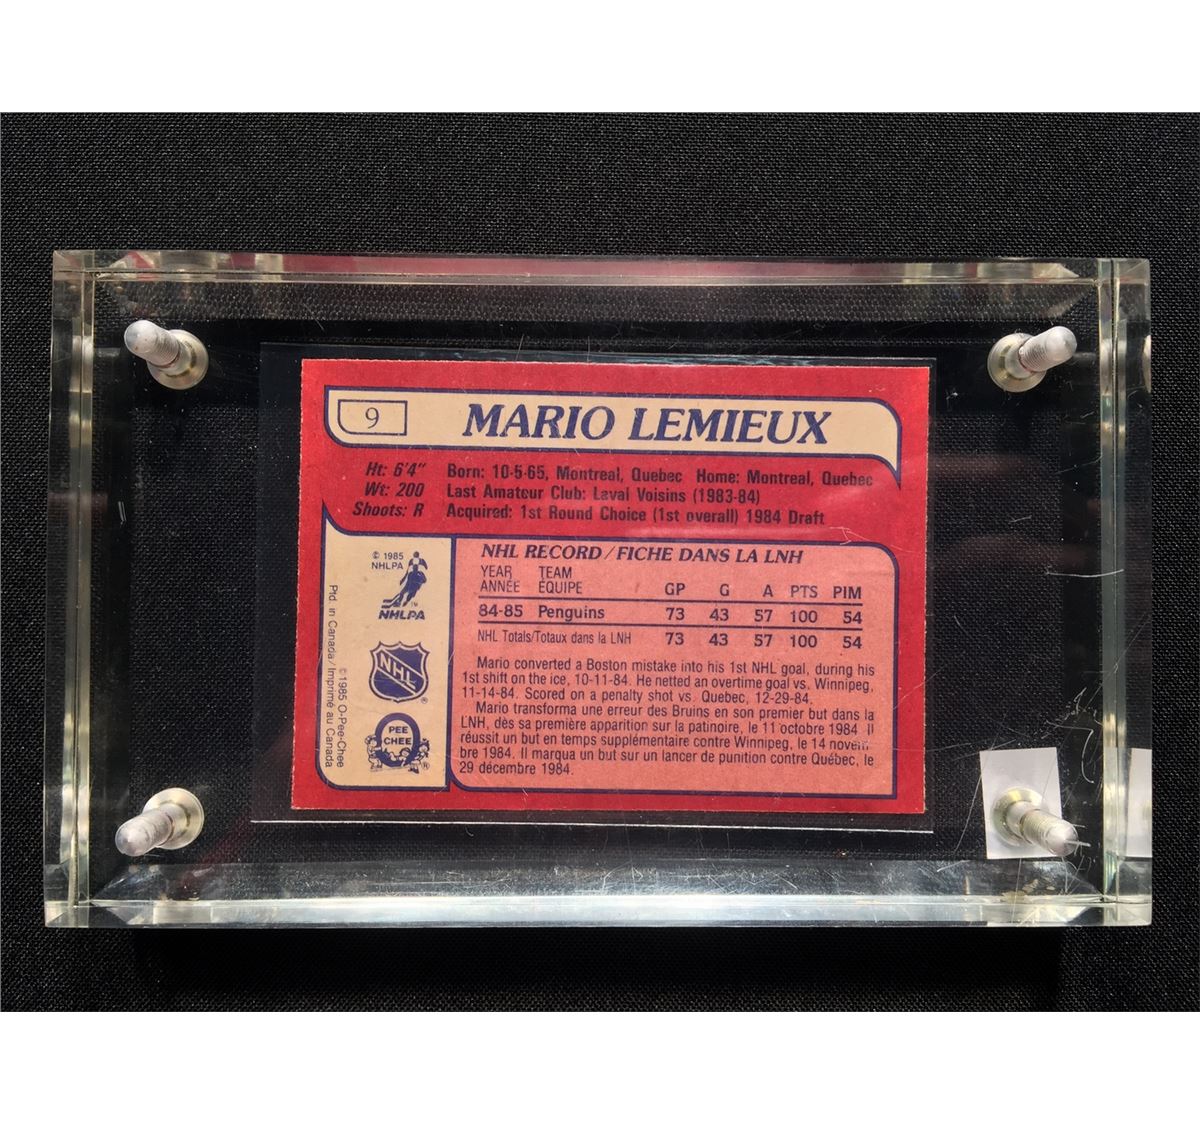 9
MARIO LEMIEUX
Ht: 6'4" Born: 10-5-65, Montreal, Quebec Home: Montreal, Quebec
Wt: 200 Last Amateur Club: Laval Voisins (1983-84)
Shoots: R Acquired: 1st Round Choice (1st overall) 1984 Draft
© 1985
NHLPA
NHLPA
TM
NHL
®
PEE
CHEE
®
© 1985 O-Pee-Chee
Ptd. in Canada/Imprimé au Canada
NHL RECORD/FICHE DANS LA LNH
YEAR TEAM
ANNÉE ÉQUIPE GP G A PTS PIM
84-85 Penguins 73 43 57 100 54
NHL Totals/Totaux dans la LNH 73 43 57 100 54
Mario converted a Boston mistake into his 1st NHL goal, during his
1st shift on the ice, 10-11-84. He netted an overtime goal vs. Winnipeg,
11-14-84. Scored on a penalty shot vs. Quebec, 12-29-84.
Mario transforma une erreur des Bruins en son premier but dans la
LNH, dès sa première apparition sur la patinoire, le 11 octobre 1984. Il
réussit un but en temps supplémentaire contre Winnipeg, le 14 novem-
bre 1984. Il marqua un but sur un lancer de punition contre Québec, le
29 décembre 1984.